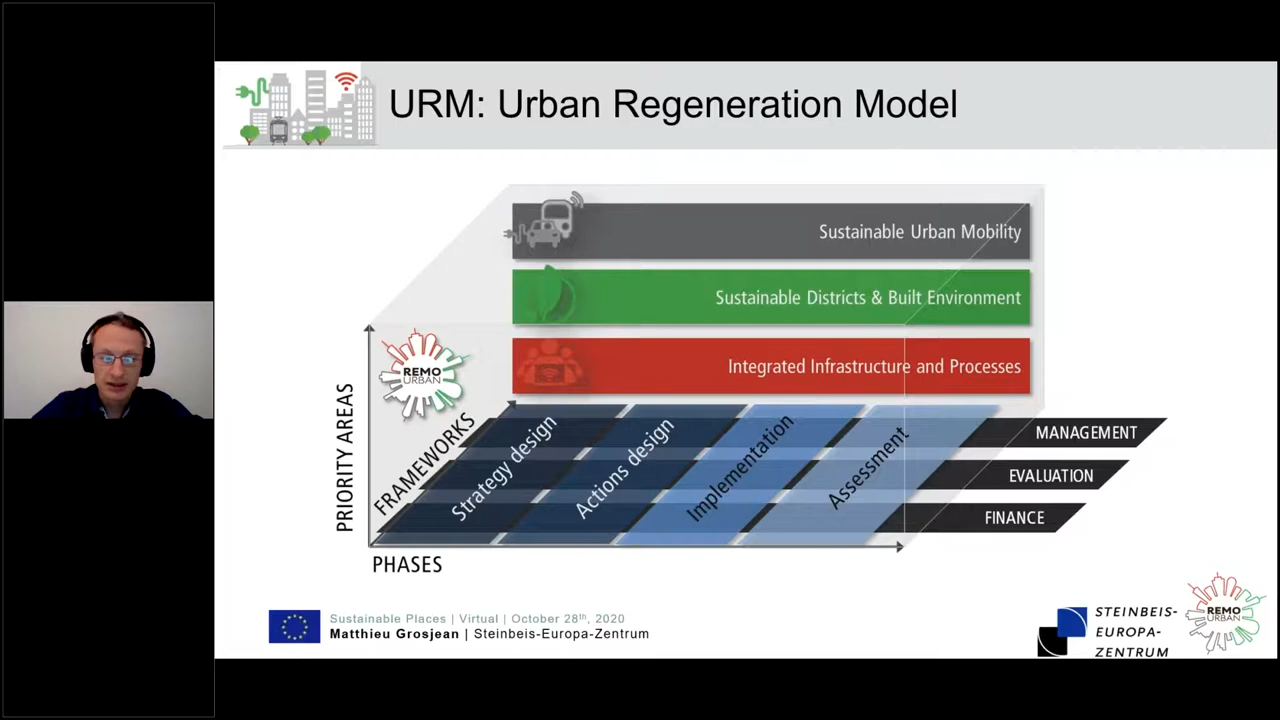 URM: Urban Regeneration Model
Sustainable Urban Mobility
Sustainable Districts & Built Environment
Integrated Infrastructure and Processes
REMO
URBAN
PRIORITY AREAS
FRAMEWORKS
Strategy design
Actions design
Implementation
Assessment
MANAGEMENT
EVALUATION
FINANCE
PHASES
Sustainable Places | Virtual | October 28th, 2020
Matthieu Grosjean | Steinbeis-Europa-Zentrum
STEINBEIS-
EUROPA-
ZENTRUM
REMO
URBAN